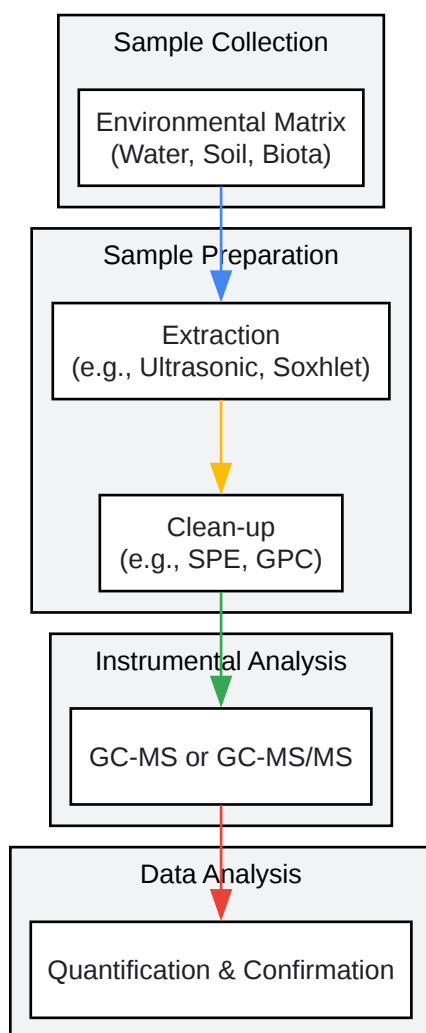 Sample Collection
Environmental Matrix
(Water, Soil, Biota)
Sample Preparation
Extraction
(e.g., Ultrasonic, Soxhlet)
Clean-up
(e.g., SPE, GPC)
Instrumental Analysis
GC-MS or GC-MS/MS
Data Analysis
Quantification & Confirmation